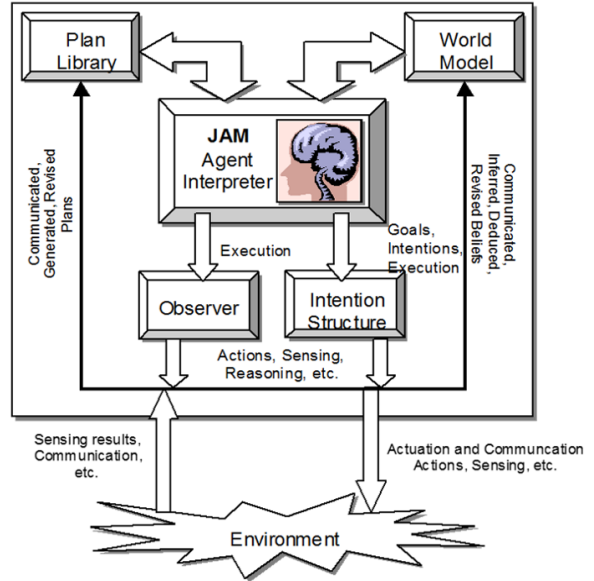 Plan
Library
World
Model
JAM
Agent
Interpreter
Communicated,
Generated, Revised
Plans
Communicated,
Inferred, Deduced,
Revised Beliefs
Execution
Goals,
Intentions,
Execution
Observer
Intention
Structure
Actions, Sensing,
Reasoning, etc.
Sensing results,
Communication,
etc.
Actuation and Communcation
Actions, Sensing, etc.
Environment